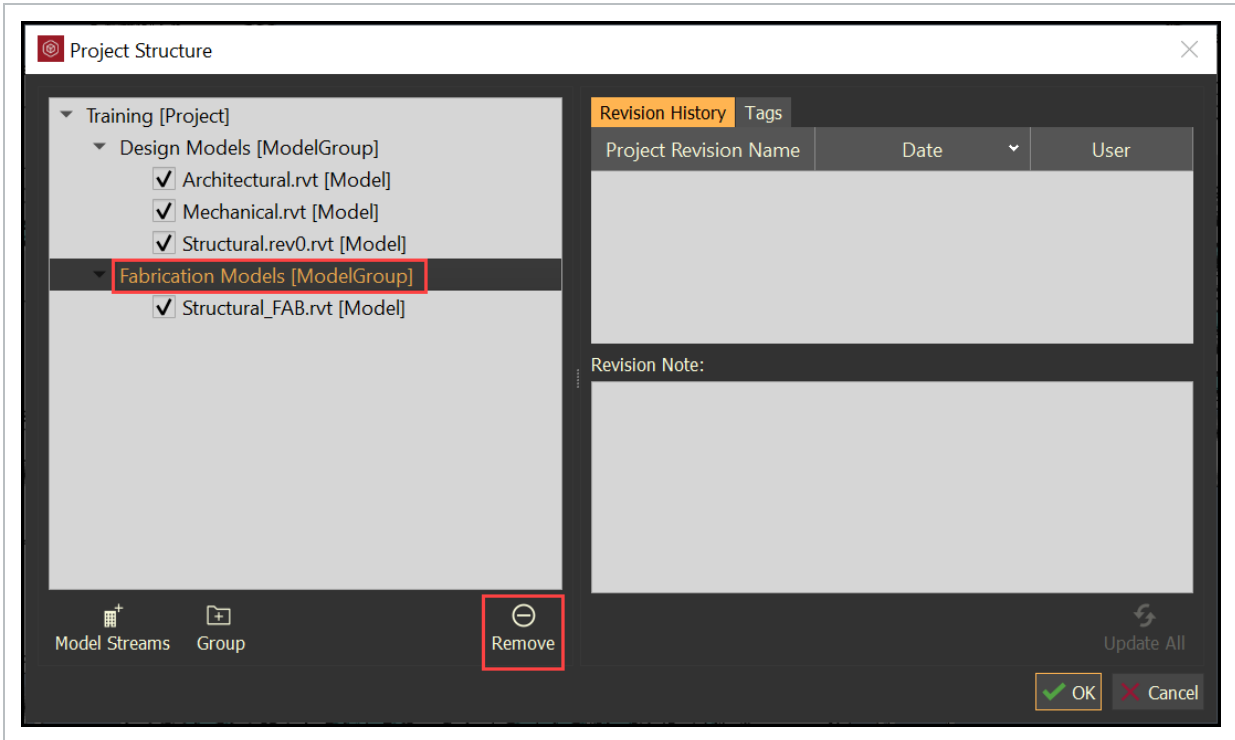 Project Structure
Training [Project]
Design Models [ModelGroup]
Architectural.rvt [Model]
Mechanical.rvt [Model]
Structural.rev0.rvt [Model]
Fabrication Models [ModelGroup]
Structural_FAB.rvt [Model]
Model Streams Group Remove
Revision History Tags
Project Revision Name Date User
Revision Note:
Update All
OK Cancel